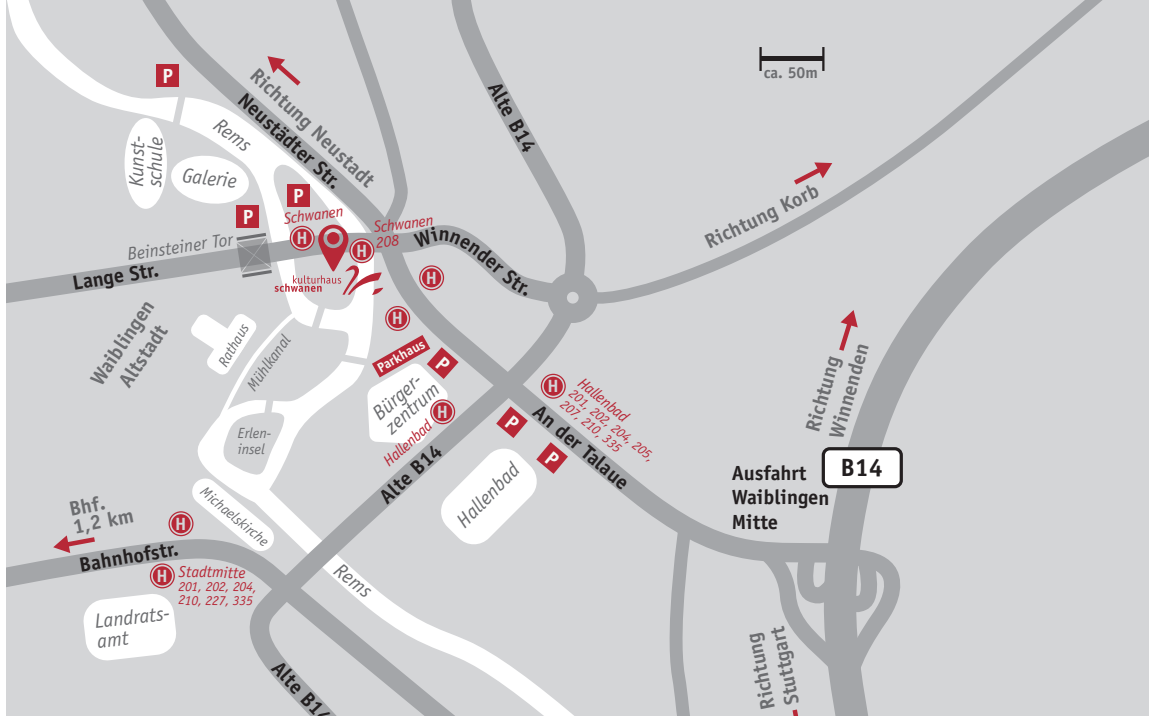 P
ca. 50m
Richtung Neustadt
Neustädter Str.
Alte B14
Rems
Kunst-
schule
Galerie
P
P
Schwanen
H
Schwanen
208
H
Beinsteiner Tor
Lange Str.
Winnender Str.
Richtung Korb
kulturhaus
schwanen
H
H
Waiblingen
Altstadt
Rathaus
Mühlkanal
Parkhaus
P
Bürger-
zentrum
H
Hallenbad
H
Hallenbad
201, 202, 204, 205,
207, 210, 335
An der Talaue
P
P
Hallenbad
Alte B14
Richtung
Winnenden
B14
Ausfahrt
Waiblingen
Mitte
Erlen-
insel
Michaelskirche
Bhf.
1,2 km
H
Bahnhofstr.
H
Stadtmitte
201, 202, 204,
210, 227, 335
Landrats-
amt
Rems
Alte B14
Richtung
Stuttgart